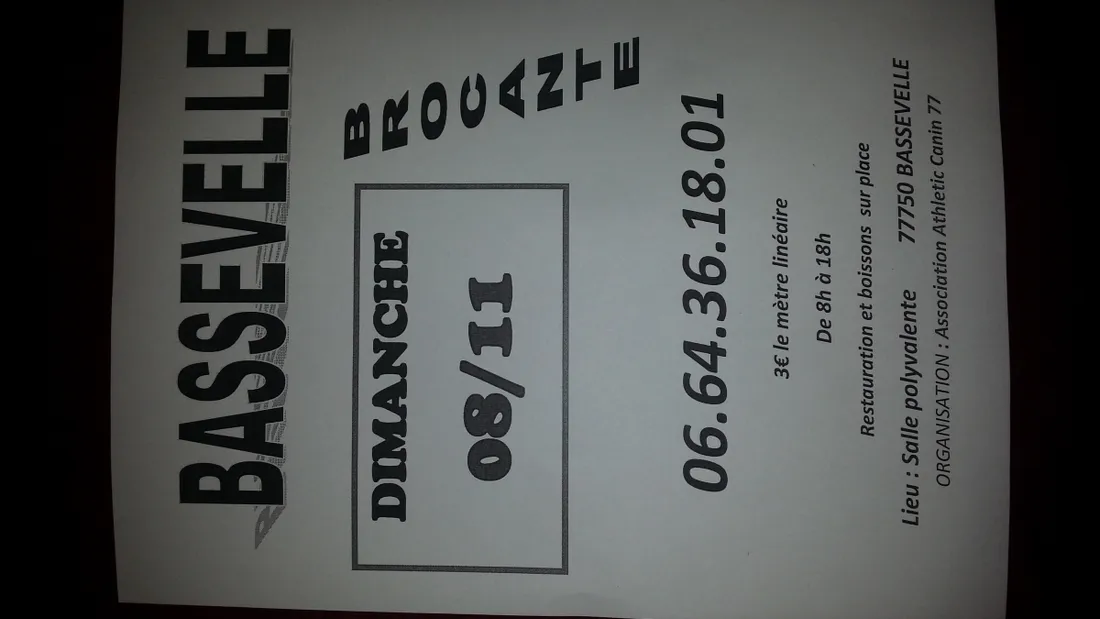 BASSEVELLE
BROCANTE
DIMANCHE
08/11
06.64.36.18.01
3€ le mètre linéaire
De 8h à 18h
Restauration et boissons sur place
Lieu : Salle polyvalente 77750 BASSEVELLE
ORGANISATION : Association Athletic Canin 77